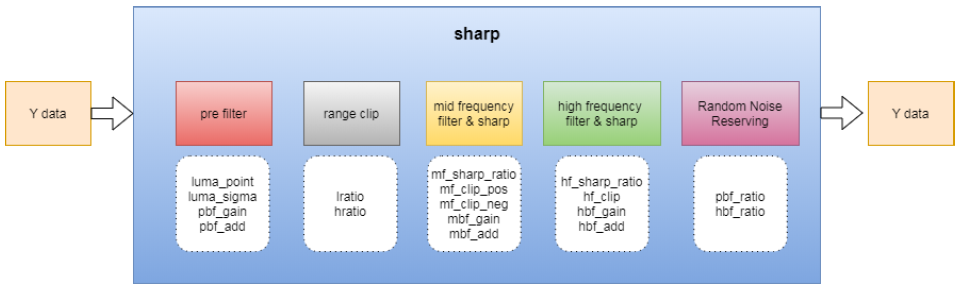 sharp
Y data
pre filter
range clip
mid frequency
filter & sharp
high frequency
filter & sharp
Random Noise
Reserving
Y data
luma_point
luma_sigma
pbf_gain
pbf_add
lratio
hratio
mf_sharp_ratio
mf_clip_pos
mf_clip_neg
mbf_gain
mbf_add
hf_sharp_ratio
hf_clip
hbf_gain
hbf_add
pbf_ratio
hbf_ratio